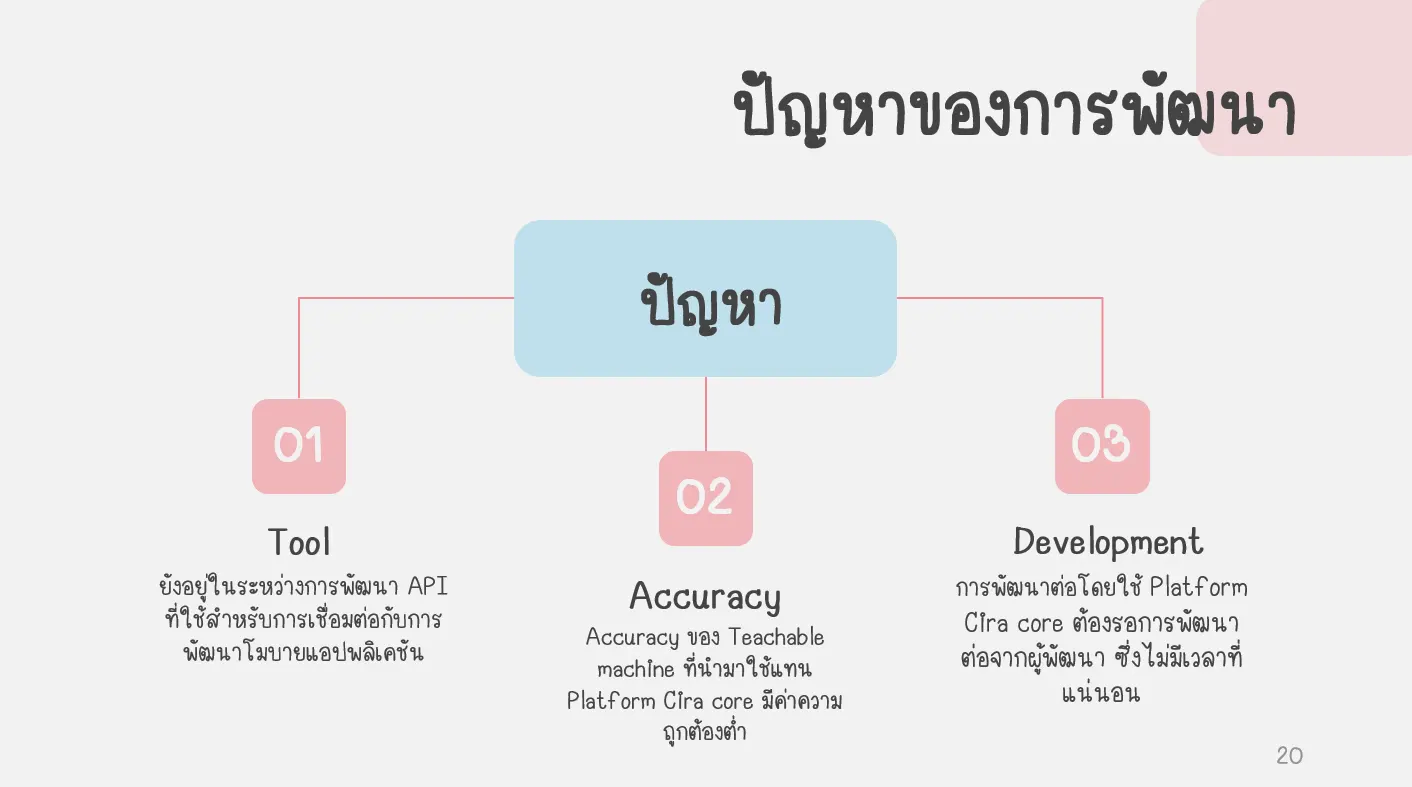 ปัญหาของการพัฒนา
ปัญหา
01
Tool
ยังอยู่ในระหว่างการพัฒนา API
ที่ใช้สำหรับการเชื่อมต่อกับการ
พัฒนาโมบายแอปพลิเคชัน
02
Accuracy
Accuracy ของ Teachable
machine ที่นำมาใช้แทน
Platform Cira core มีค่าความ
ถูกต้องต่ำ
03
Development
การพัฒนาต่อโดยใช้ Platform
Cira core ต้องรอการพัฒนา
ต่อจากผู้พัฒนา ซึ่งไม่มีเวลาที่
แน่นอน
20